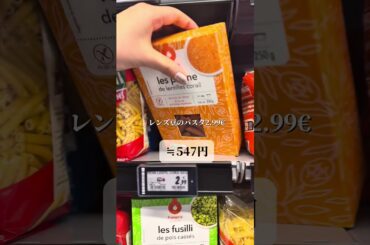 les penne
de lentilles corail
250g
レンズ豆のパスタ2,99€
≒547円
2,99
les fusilli
de pois cassés